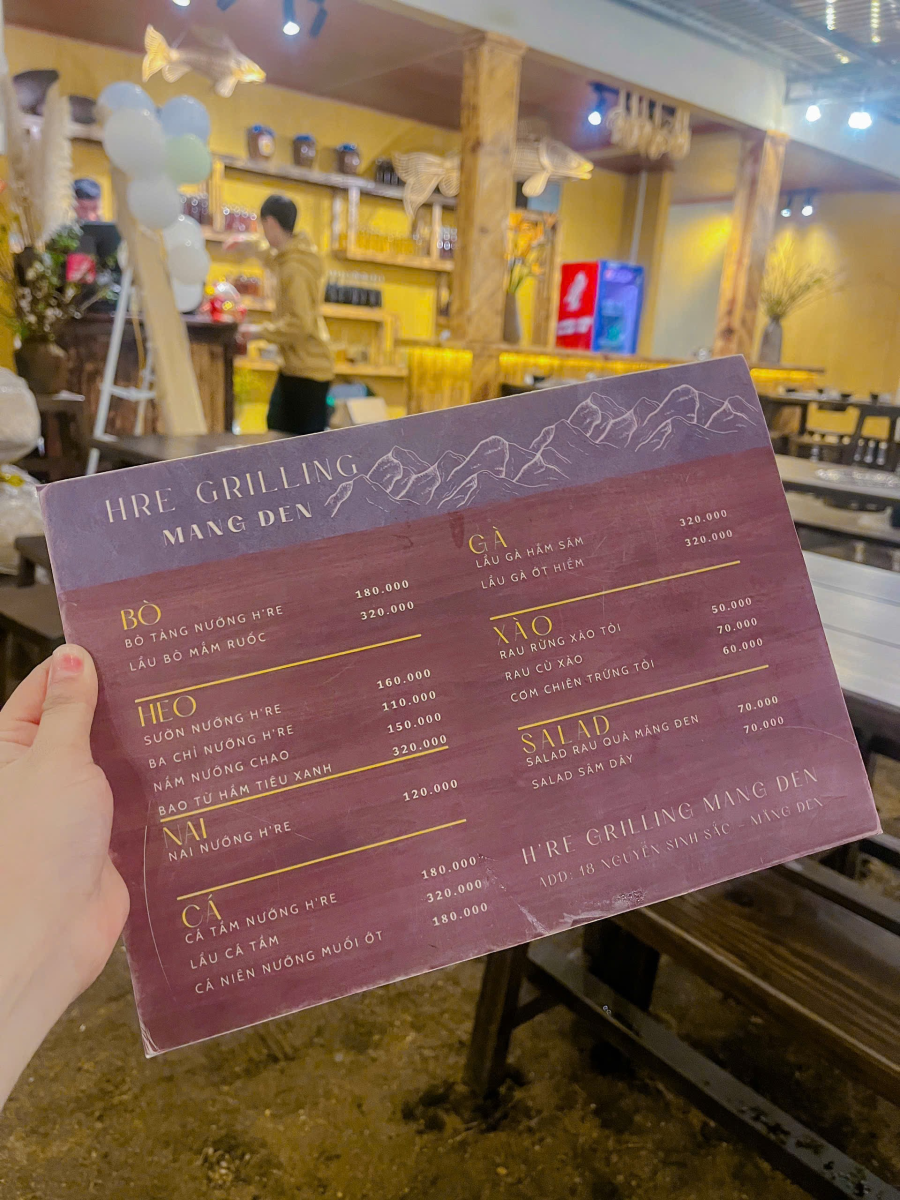 HRE GRILLING
MANG DEN
BÒ
BÒ TẢNG NƯỚNG H'RE 180.000
LẨU BÒ MẮM RUỐC 320.000
HEO
SƯỜN NƯỚNG H'RE 160.000
BA CHỈ NƯỚNG H'RE 110.000
NẦM NƯỚNG CHAO 150.000
BAO TỬ HẦM TIÊU XANH 320.000
NAI
NAI NƯỚNG H'RE 120.000
CÁ
CÁ TẦM NƯỚNG H'RE 180.000
LẨU CÁ TẦM 320.000
CÁ NIÊN NƯỚNG MUỐI ỚT 180.000
GÀ
LẨU GÀ HẦM SÂM 320.000
LẨU GÀ ỚT HIỂM 320.000
XÀO
RAU RỪNG XÀO TỎI 50.000
RAU CỦ XÀO 70.000
CƠM CHIÊN TRỨNG TỎI 60.000
SALAD
SALAD RAU QUẢ MĂNG ĐEN 70.000
SALAD SÂM DÂY 70.000
H'RE GRILLING MANG DEN
ADD: 48 NGUYỄN SINH SẮC - MĂNG ĐEN